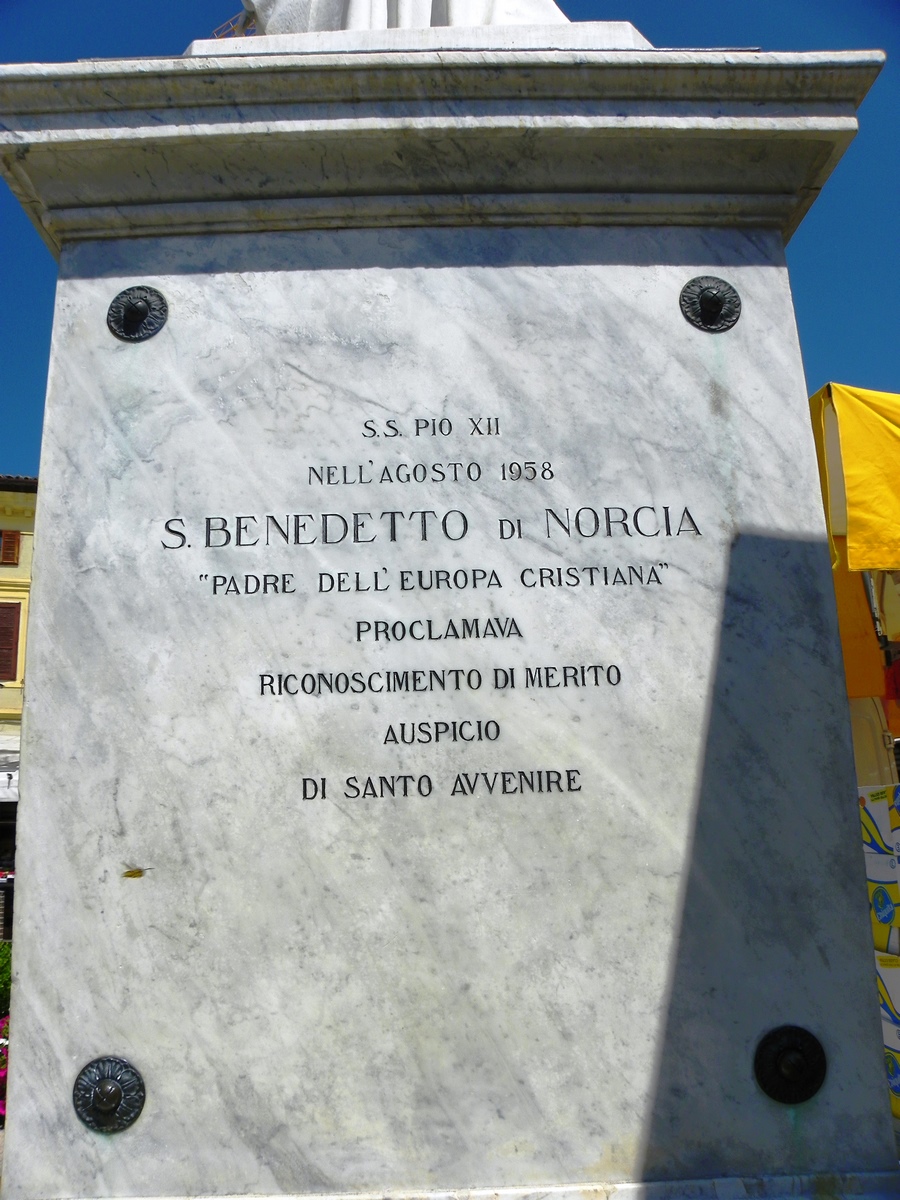 S.S. PIO XII
NELL'AGOSTO 1958
S. BENEDETTO DI NORCIA
"PADRE DELL'EUROPA CRISTIANA"
PROCLAMAVA
RICONOSCIMENTO DI MERITO
AUSPICIO
DI SANTO AVVENIRE